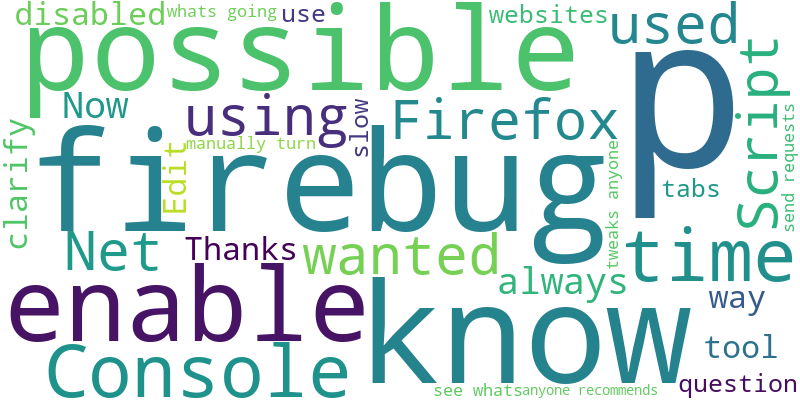 disabled
whats going
use
websites
used
possible
p
Now
using
slow
Firefox
Script
manually turn
clarify
Edit
firebug
tweaks anyone
tabs
send requests
Net
Thanks
wanted
time
always
enable
know
way
Console
tool
see whats
anyone recommends
question